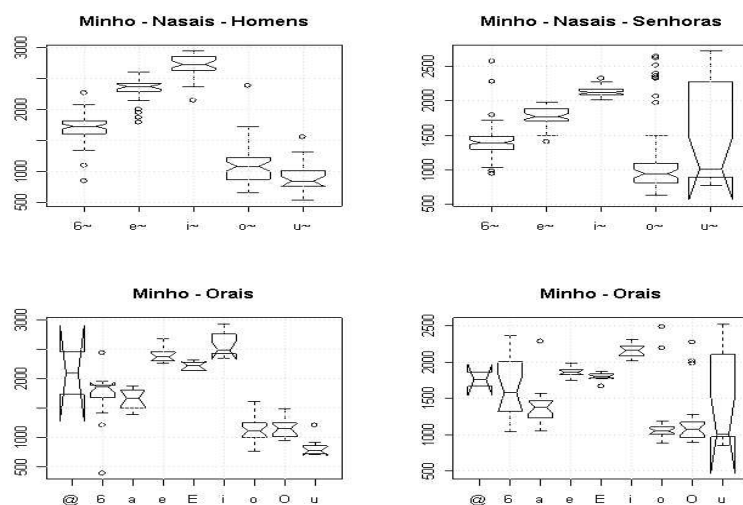 Minho - Nasais - Homens
3000
2000
1000
500
6~ e~ i~ o~ u~
Minho - Nasais - Senhoras
2500
2000
1500
1000
500
6~ e~ i~ o~ u~
Minho - Orais
3000
2000
1000
500
@ 6 a e E i o O u
Minho - Orais
2500
2000
1500
1000
500
@ 6 a e E i o O u